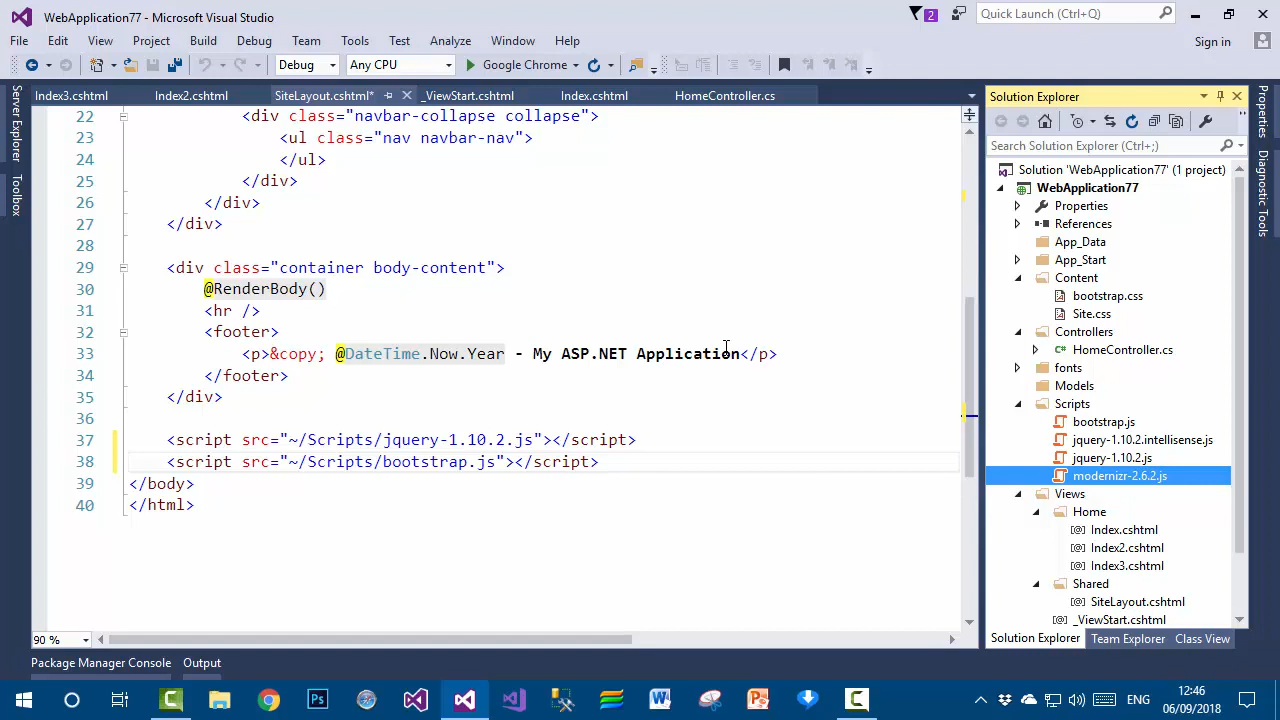 WebApplication77 - Microsoft Visual Studio
2
Quick Launch (Ctrl+Q)
File Edit View Project Build Debug Team Tools Test Analyze Window Help
Sign in
Debug Any CPU Google Chrome
Index3.cshtml Index2.cshtml SiteLayout.cshtml* _ViewStart.cshtml Index.cshtml HomeController.cs
Server Explorer
Toolbox
22 <div class="navbar-collapse collapse">
23 <ul class="nav navbar-nav">
24 </ul>
25 </div>
26 </div>
27 </div>
28
29 <div class="container body-content">
30 @RenderBody()
31 <hr />
32 <footer>
33 <p>&copy; @DateTime.Now.Year - My ASP.NET Application</p>
34 </footer>
35 </div>
36
37 <script src="~/Scripts/jquery-1.10.2.js"></script>
38 <script src="~/Scripts/bootstrap.js"></script>
39 </body>
40 </html>
90 %
Solution Explorer
Search Solution Explorer (Ctrl+;)
Solution 'WebApplication77' (1 project)
WebApplication77
Properties
References
App_Data
App_Start
Content
bootstrap.css
Site.css
Controllers
HomeController.cs
fonts
Models
Scripts
bootstrap.js
jquery-1.10.2.intellisense.js
jquery-1.10.2.js
modernizr-2.6.2.js
Views
Home
Index.cshtml
Index2.cshtml
Index3.cshtml
Shared
SiteLayout.cshtml
_ViewStart.cshtml
Solution Explorer Team Explorer Class View
Properties
Diagnostic Tools
Package Manager Console Output
ENG
12:46
06/09/2018